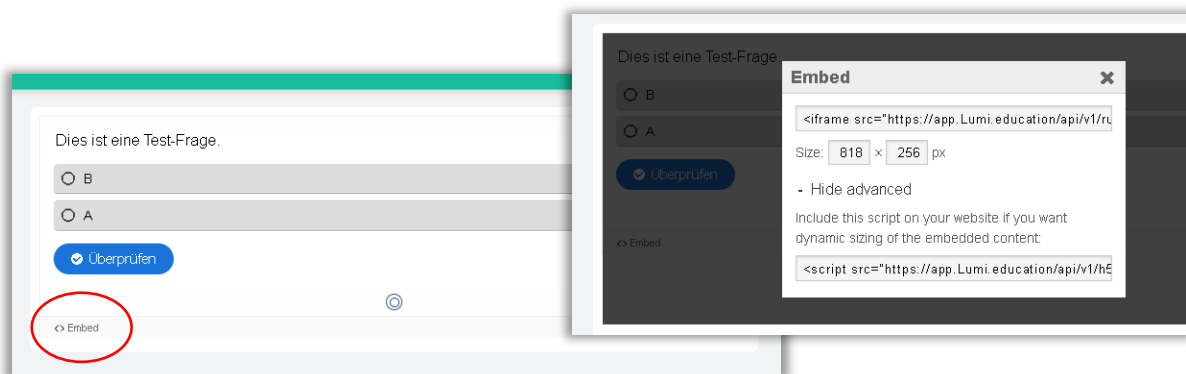 Dies ist eine Test-Frage.
B
A
Überprüfen
<> Embed
Dies ist eine Test-Frage.
B
A
Überprüfen
<> Embed
Embed
<iframe src="https://app.Lumi.education/api/v1/ru
Size: 818 × 256 px
- Hide advanced
Include this script on your website if you want
dynamic sizing of the embedded content:
<script src="https://app.Lumi.education/api/v1/h5